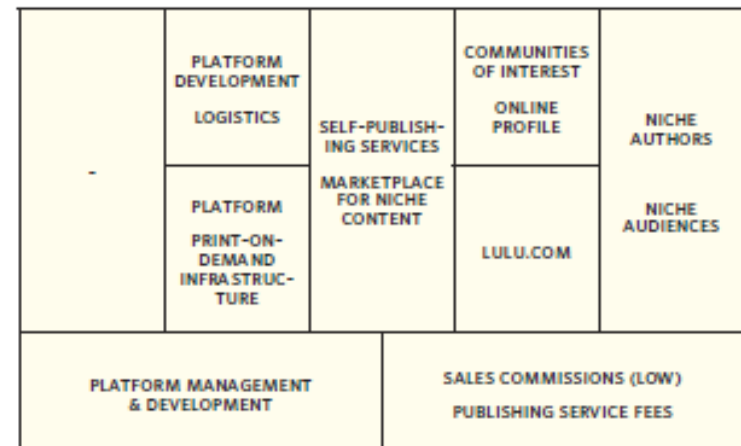 -
PLATFORM
DEVELOPMENT
LOGISTICS
PLATFORM
PRINT-ON-
DEMAND
INFRASTRUC-
TURE
SELF-PUBLISH-
ING SERVICES
MARKETPLACE
FOR NICHE
CONTENT
COMMUNITIES
OF INTEREST
ONLINE
PROFILE
LULU.COM
NICHE
AUTHORS
NICHE
AUDIENCES
PLATFORM MANAGEMENT
& DEVELOPMENT
SALES COMMISSIONS (LOW)
PUBLISHING SERVICE FEES